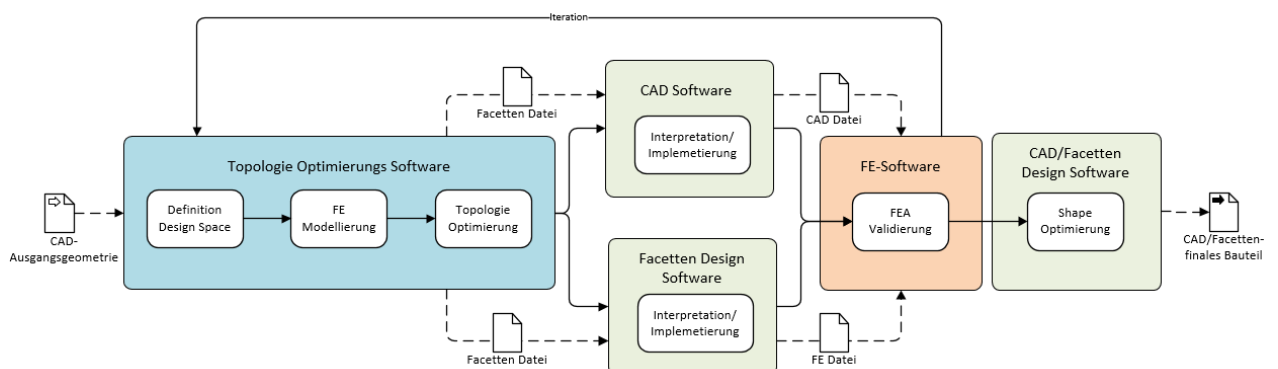 Iteration
Facetten Datei
CAD Software
Interpretation/
Implemetierung
CAD Datei
Topologie Optimierungs Software
Definition
Design Space
FE
Modellierung
Topologie
Optimierung
FE-Software
FEA
Validierung
CAD/Facetten
Design Software
Shape
Optimierung
CAD-
Ausgangsgeometrie
CAD/Facetten-
finales Bauteil
Facetten Design
Software
Interpretation/
Implemetierung
Facetten Datei
FE Datei